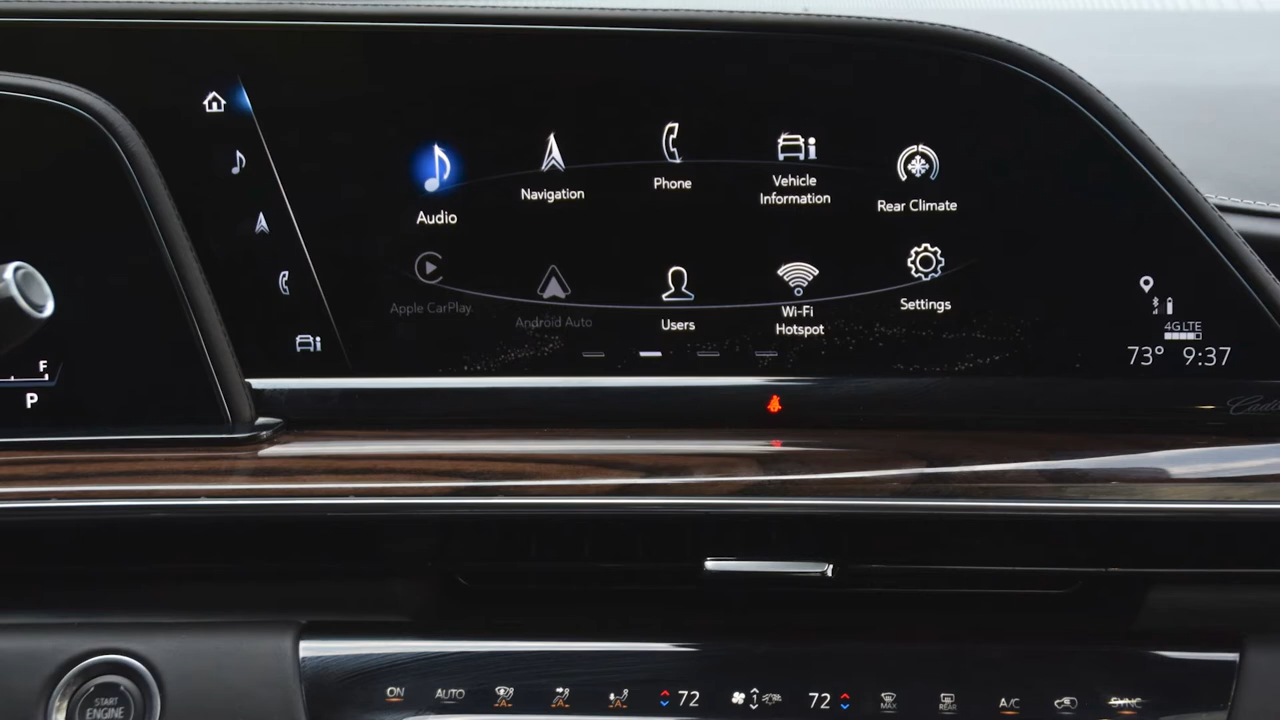 Audio
Navigation
Phone
Vehicle
Information
Rear Climate
Apple CarPlay
Android Auto
Users
Wi-Fi
Hotspot
Settings
4G LTE
73° 9:37
F
P
START
ENGINE
ON
AUTO
72
1
72
MAX
REAR
A/C
SYNC